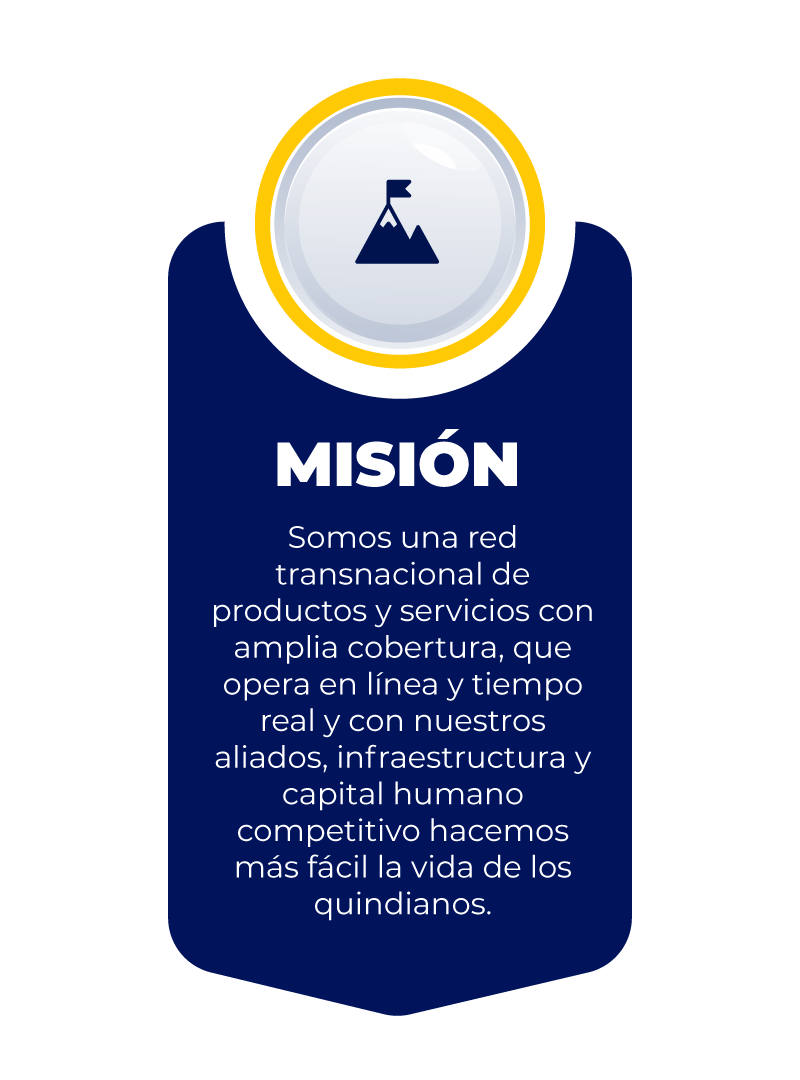 MISIÓN
Somos una red
transnacional de
productos y servicios con
amplia cobertura, que
opera en línea y tiempo
real y con nuestros
aliados, infraestructura y
capital humano
competitivo hacemos
más fácil la vida de los
quindianos.